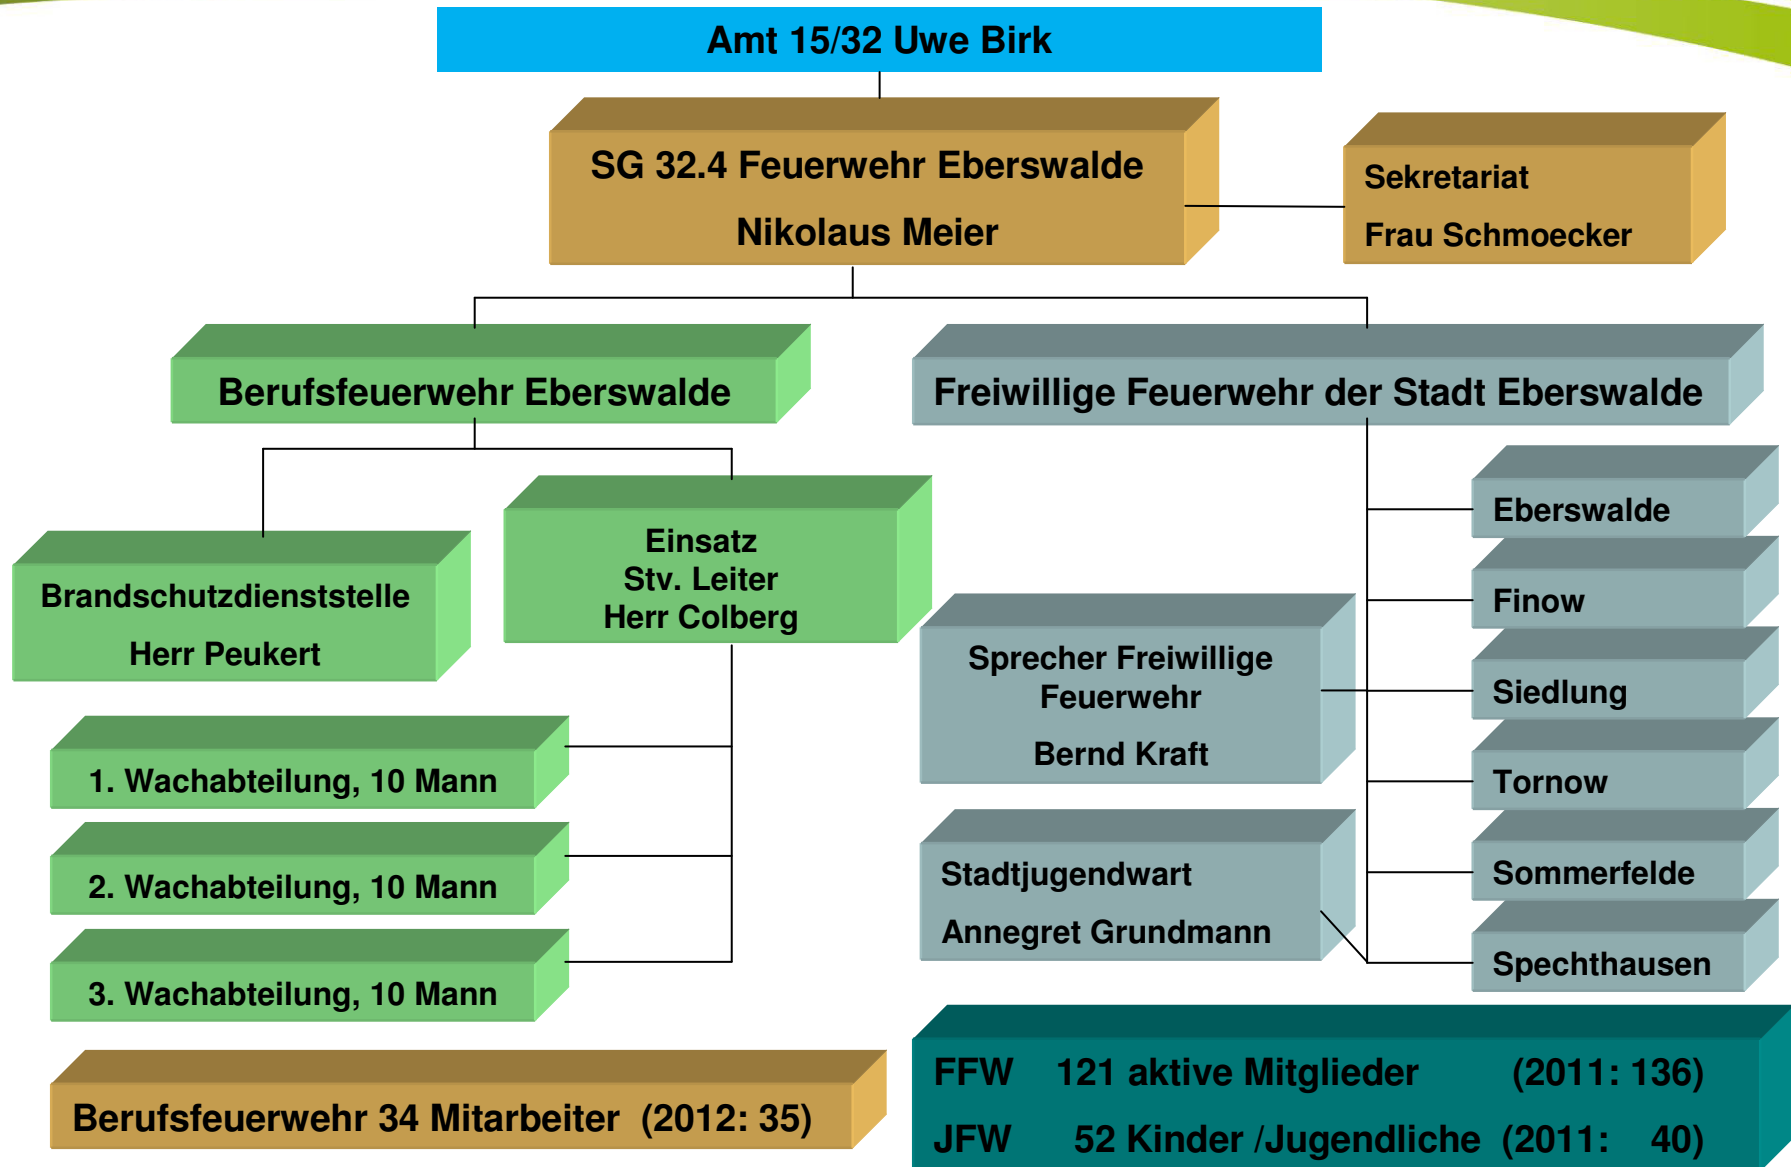 Amt 15/32 Uwe Birk
SG 32.4 Feuerwehr Eberswalde
Nikolaus Meier
Sekretariat
Frau Schmoecker
Berufsfeuerwehr Eberswalde
Freiwillige Feuerwehr der Stadt Eberswalde
Brandschutzdienststelle
Herr Peukert
Einsatz
Stv. Leiter
Herr Colberg
1. Wachabteilung, 10 Mann
2. Wachabteilung, 10 Mann
3. Wachabteilung, 10 Mann
Sprecher Freiwillige
Feuerwehr
Bernd Kraft
Stadtjugendwart
Annegret Grundmann
Eberswalde
Finow
Siedlung
Tornow
Sommerfelde
Spechthausen
Berufsfeuerwehr 34 Mitarbeiter (2012: 35)
FFW 121 aktive Mitglieder (2011: 136)
JFW 52 Kinder /Jugendliche (2011: 40)